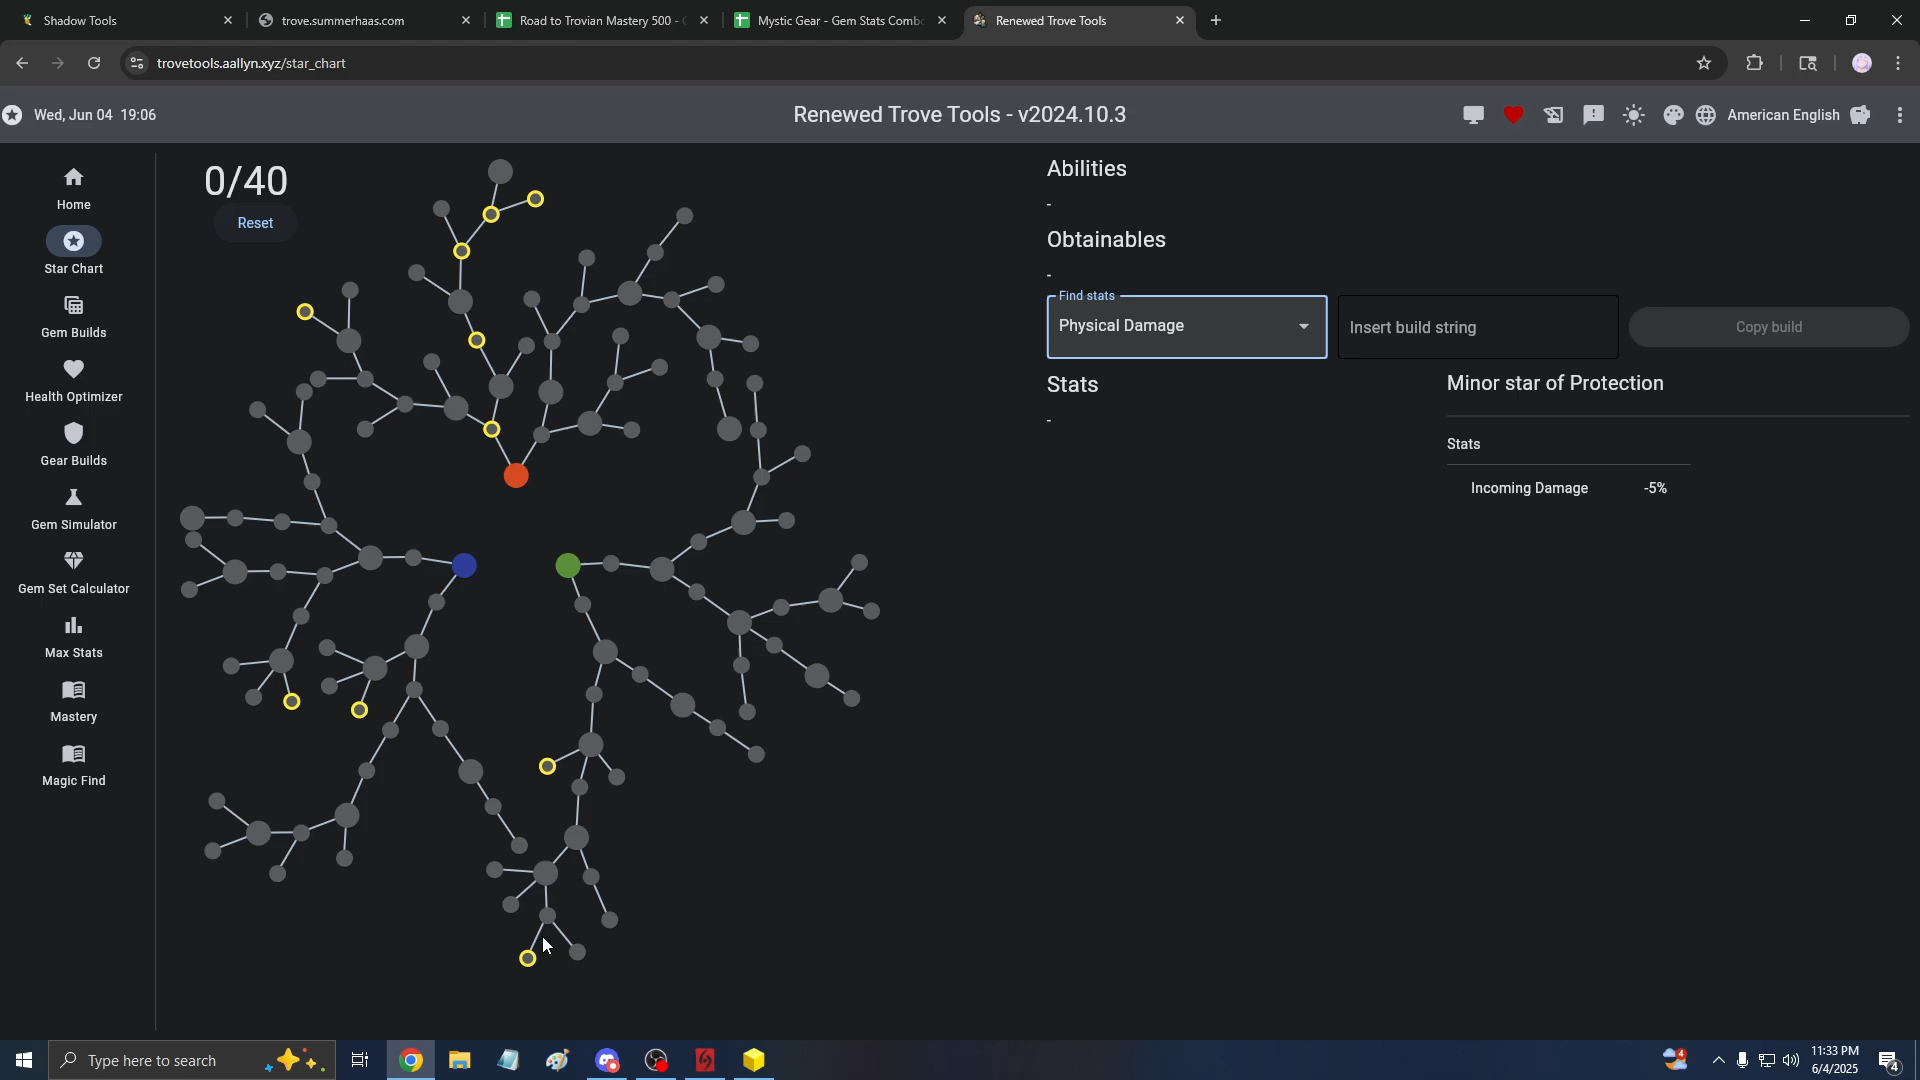 Shadow Tools
trove.summerhaas.com
Road to Trovian Mastery 500 -
Mystic Gear - Gem Stats Comb
Renewed Trove Tools
trovetools.aallyn.xyz/star_chart
Wed, Jun 04 19:06
Renewed Trove Tools - v2024.10.3
American English
Home
Star Chart
Gem Builds
Health Optimizer
Gear Builds
Gem Simulator
Gem Set Calculator
Max Stats
Mastery
Magic Find
0/40
Reset
Abilities
-
Obtainables
-
Find stats
Physical Damage
Insert build string
Copy build
Stats
-
Minor star of Protection
Stats
Incoming Damage -5%
Type here to search
4
11:33 PM
6/4/2025
4